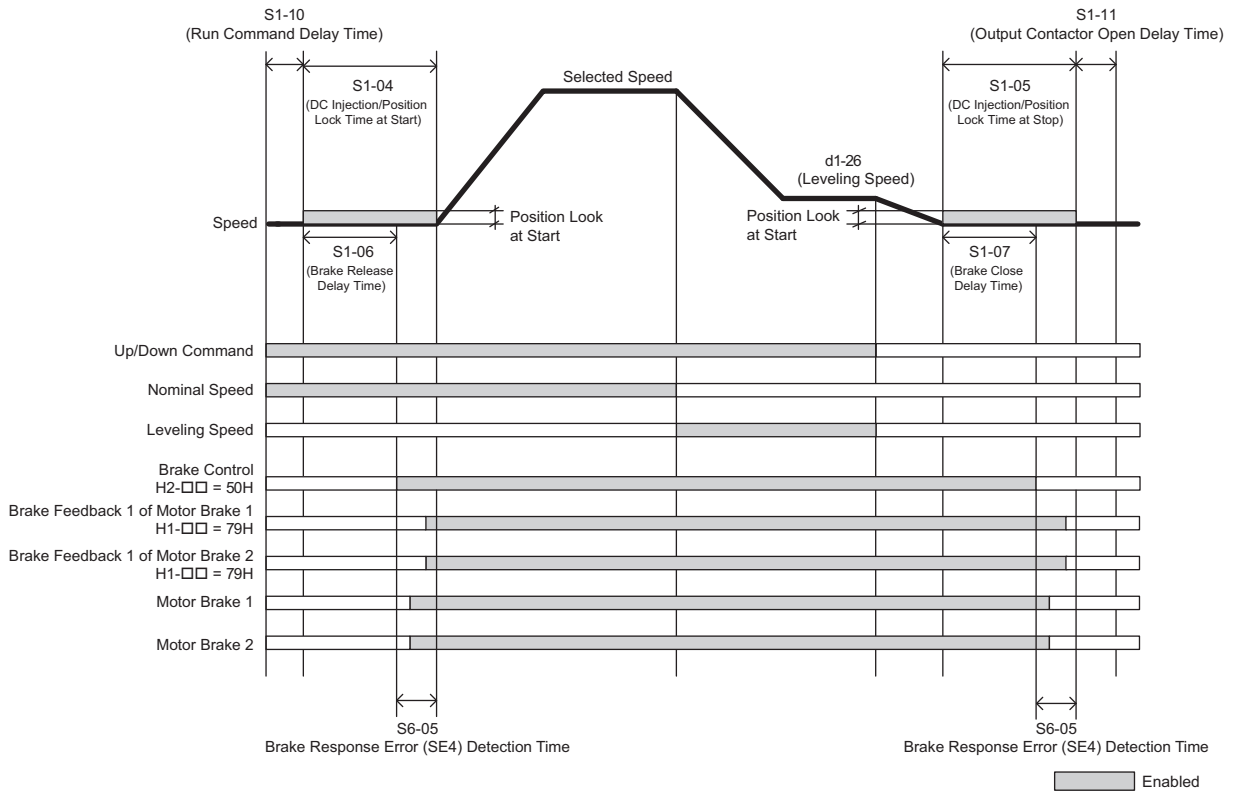 S1-10
(Run Command Delay Time)
S1-11
(Output Contactor Open Delay Time)
S1-04
(DC Injection/Position
Lock Time at Start)
Selected Speed
S1-05
(DC Injection/Position
Lock Time at Stop)
d1-26
(Leveling Speed)
Speed
Position Look
at Start
Position Look
at Start
S1-06
(Brake Release
Delay Time)
S1-07
(Brake Close
Delay Time)
Up/Down Command
Nominal Speed
Leveling Speed
Brake Control
H2-□□ = 50H
Brake Feedback 1 of Motor Brake 1
H1-□□ = 79H
Brake Feedback 1 of Motor Brake 2
H1-□□ = 79H
Motor Brake 1
Motor Brake 2
S6-05
Brake Response Error (SE4) Detection Time
S6-05
Brake Response Error (SE4) Detection Time
Enabled